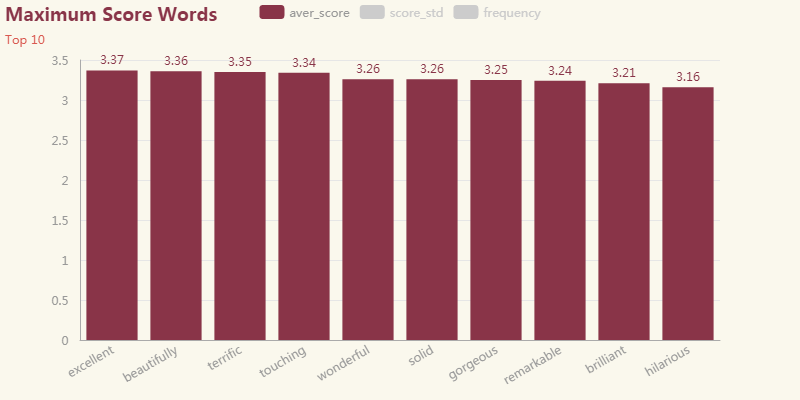 Maximum Score Words
Top 10
aver_score score_std frequency
3.5
3
2.5
2
1.5
1
0.5
0
3.37 3.36 3.35 3.34 3.26 3.26 3.25 3.24 3.21 3.16
excellent beautifully terrific touching wonderful solid gorgeous remarkable brilliant hilarious